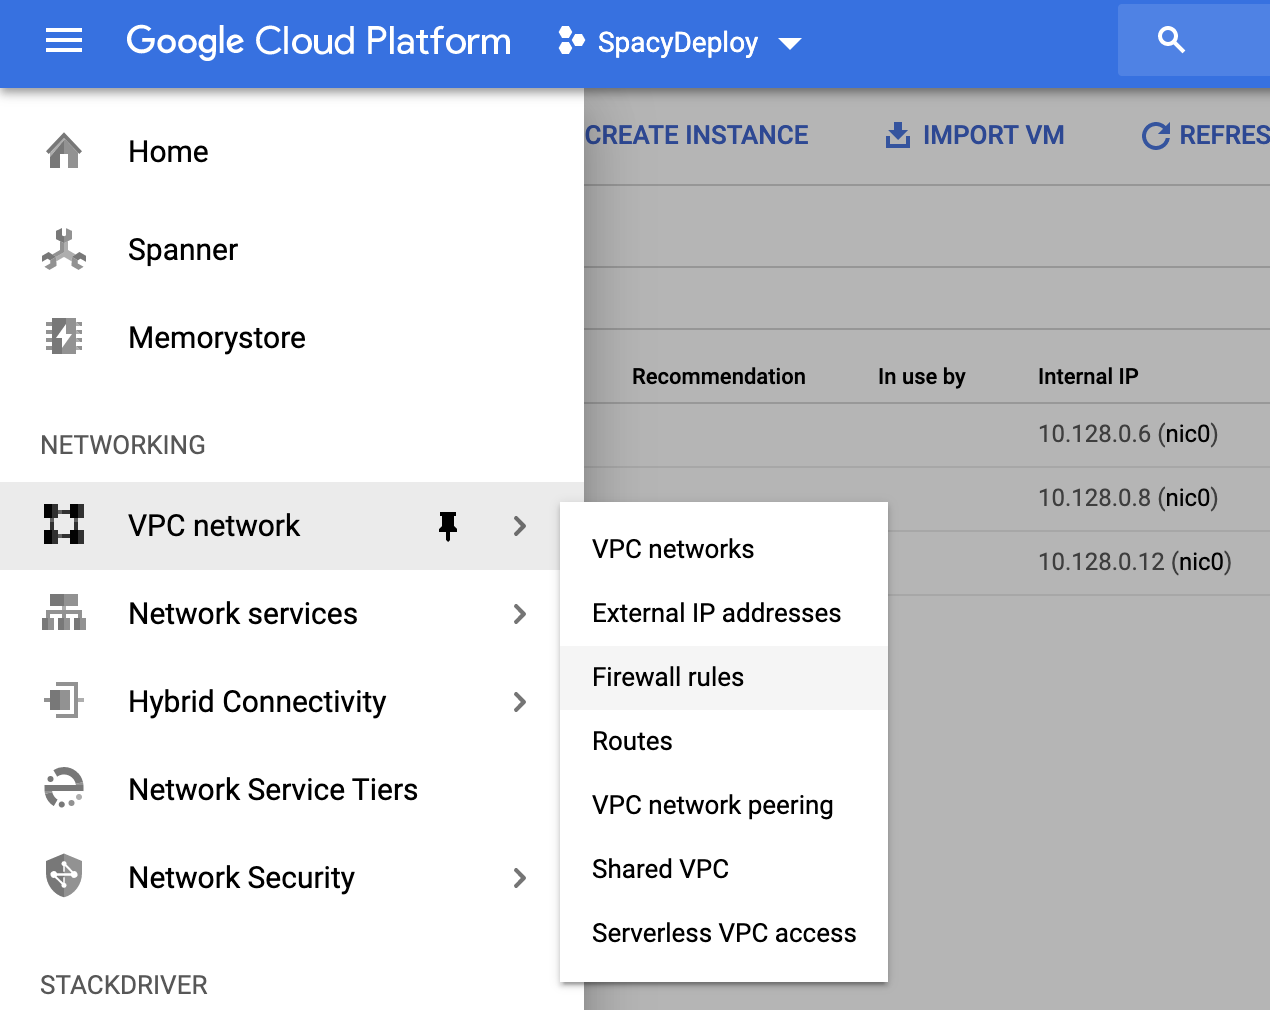 Google Cloud Platform
SpacyDeploy
CREATE INSTANCE
IMPORT VM
REFRES
Home
Spanner
Memorystore
Recommendation
In use by
Internal IP
10.128.0.6 (nic0)
10.128.0.8 (nic0)
10.128.0.12 (nic0)
NETWORKING
VPC network
Network services
Hybrid Connectivity
Network Service Tiers
Network Security
STACKDRIVER
VPC networks
External IP addresses
Firewall rules
Routes
VPC network peering
Shared VPC
Serverless VPC access